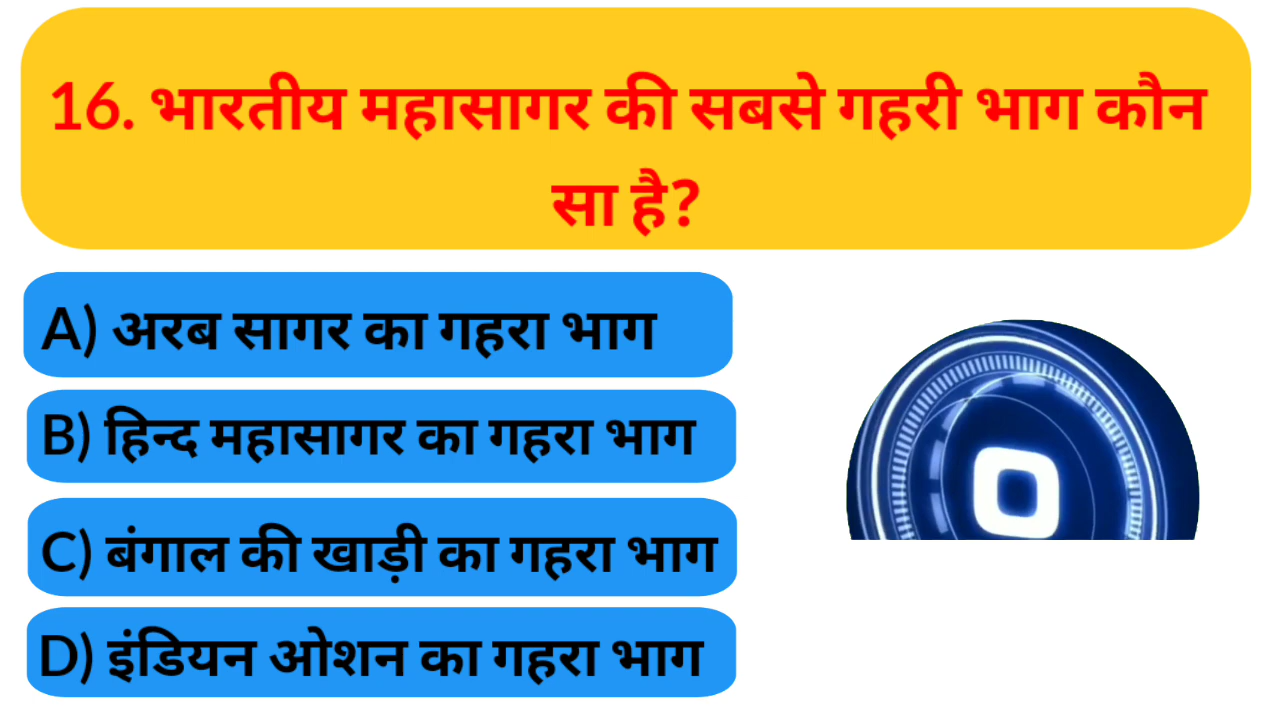 16. भारतीय महासागर की सबसे गहरी भाग कौन
सा है?
A) अरब सागर का गहरा भाग
B) हिन्द महासागर का गहरा भाग
C) बंगाल की खाड़ी का गहरा भाग
D) इंडियन ओशन का गहरा भाग
0